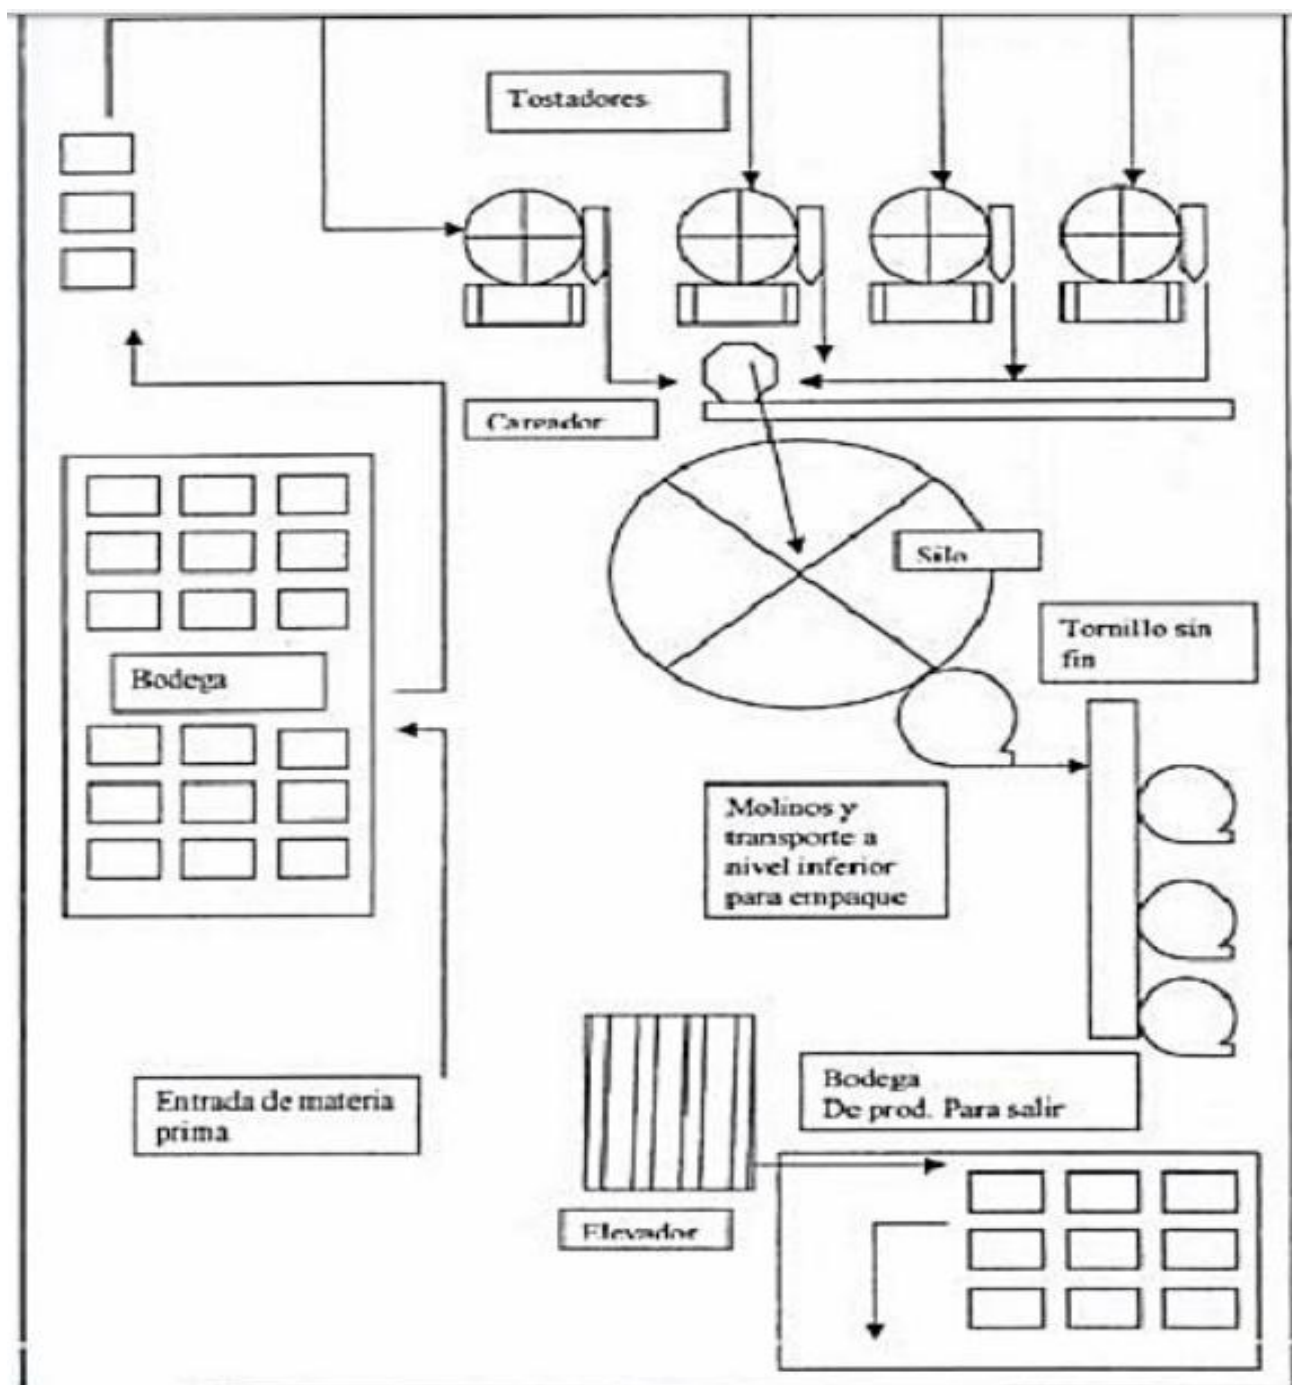 Tostadores
Cargador
Silo
Tornillo sin
fin
Bodega
Molinos y
transporte a
nivel inferior
para empaque
Entrada de materia
prima
Bodega
De prod. Para salir
Elevador